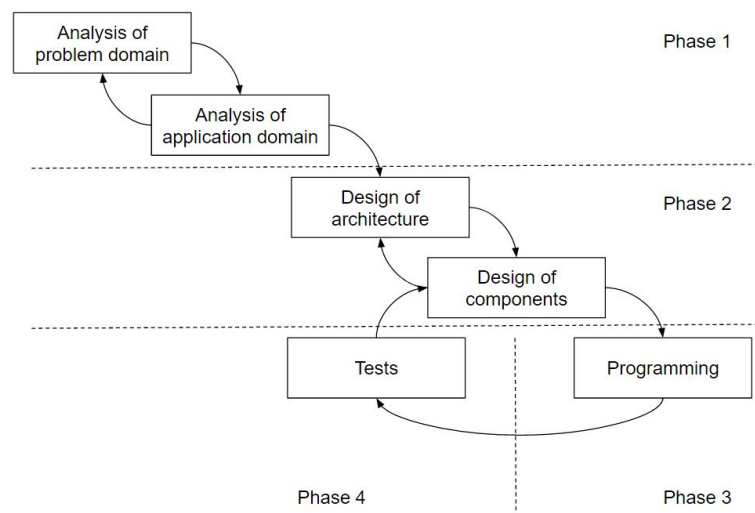 Analysis of
problem domain
Phase 1
Analysis of
application domain
Design of
architecture
Phase 2
Design of
components
Tests
Programming
Phase 4
Phase 3